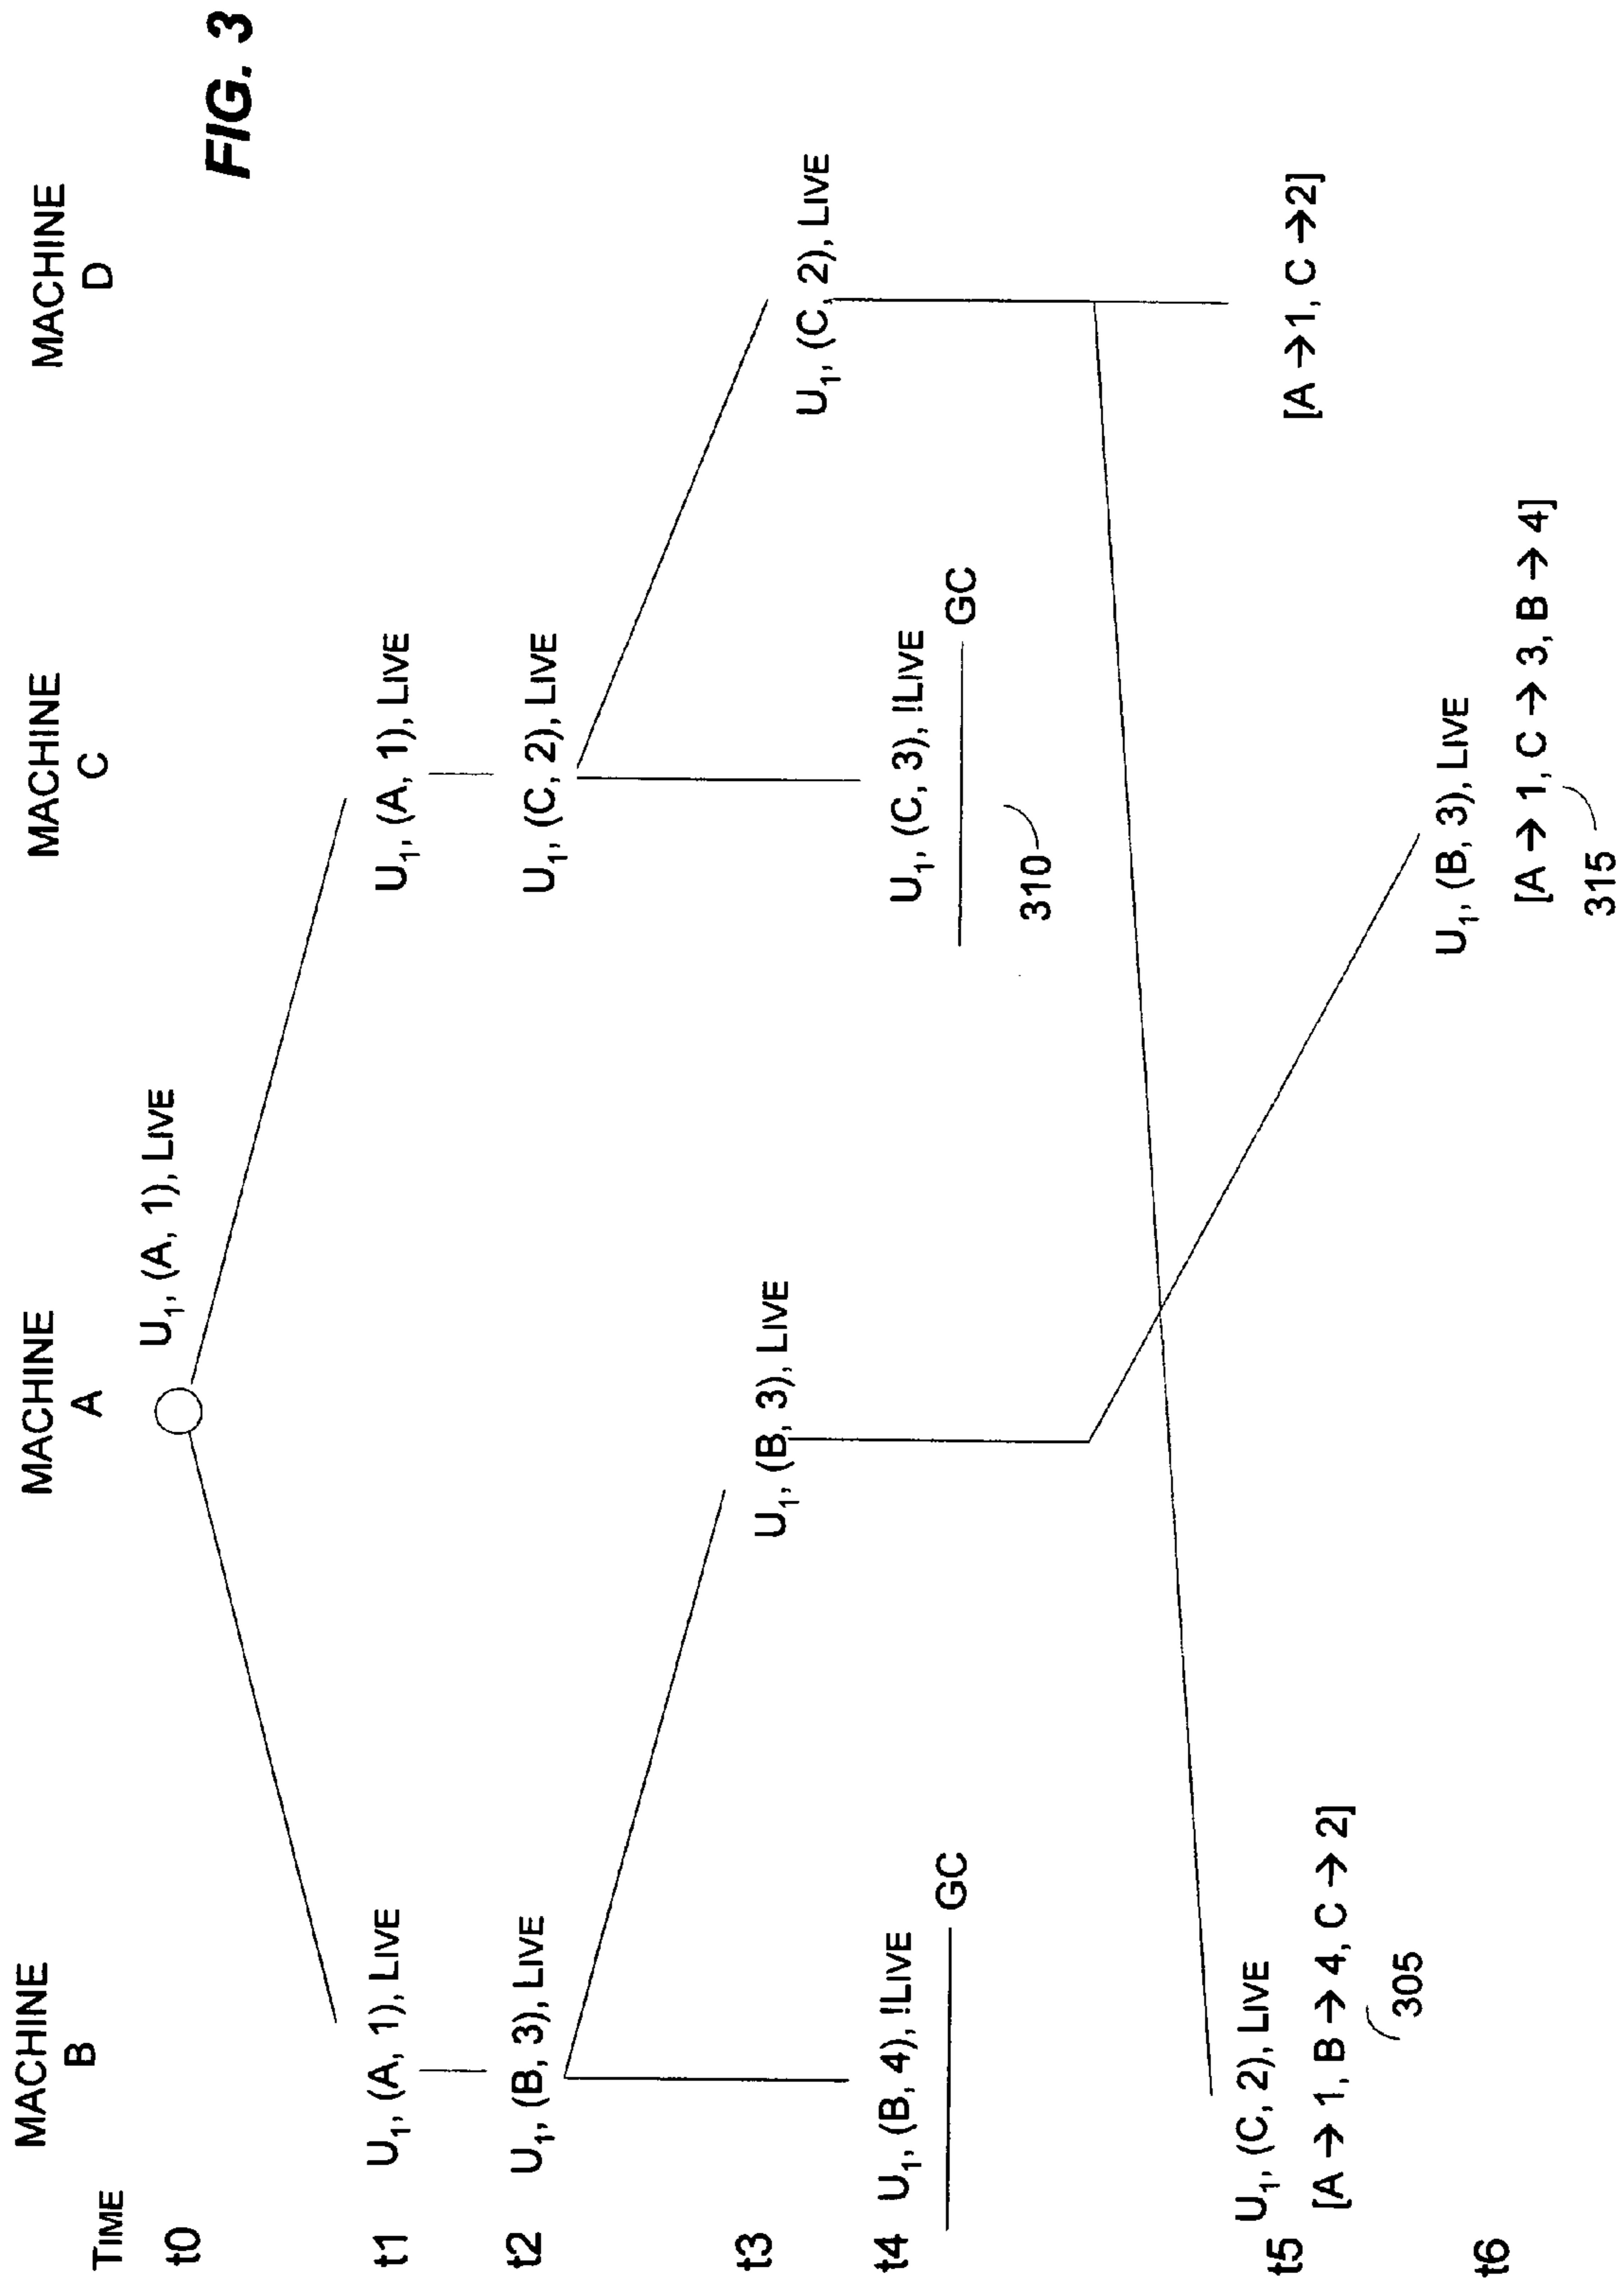 FIG. 3
TIME
MACHINE
B
MACHINE
A
MACHINE
C
MACHINE
D
t0
U1, (A, 1), LIVE
t1
U1, (A, 1), LIVE
U1, (A, 1), LIVE
t2
U1, (B, 3), LIVE
U1, (C, 2), LIVE
t3
U1, (B, 3), LIVE
U1, (C, 2), LIVE
t4
U1, (B, 4), !LIVE
GC
U1, (C, 3), !LIVE
GC
310
t5
U1, (C, 2), LIVE
[A → 1, B → 4, C → 2]
305
[A → 1, C → 2]
t6
U1, (B, 3), LIVE
[A → 1, C → 3, B → 4]
315